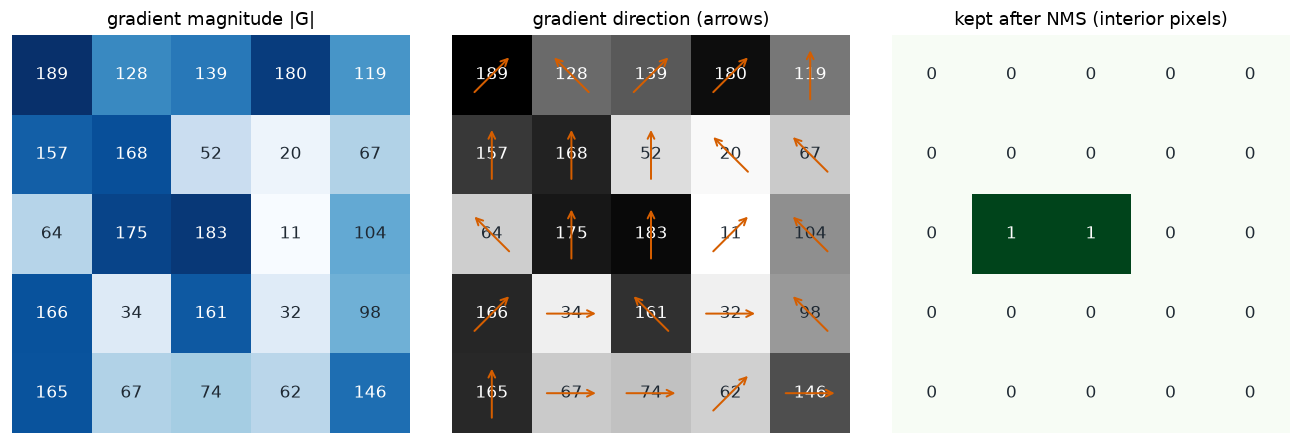 gradient magnitude |G|
189 128 139 180 119
157 168 52 20 67
64 175 183 11 104
166 34 161 32 98
165 67 74 62 146
gradient direction (arrows)
189 128 139 180 119
157 168 52 20 67
64 175 183 11 104
166 34 161 32 98
165 67 74 62 146
kept after NMS (interior pixels)
0 0 0 0 0
0 0 0 0 0
0 1 1 0 0
0 0 0 0 0
0 0 0 0 0